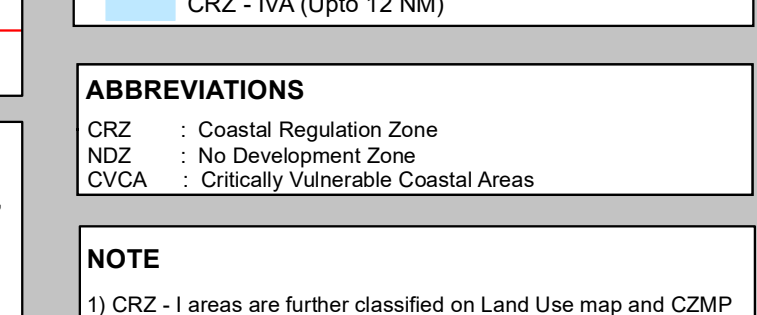 CRZ - IVA (Upto 12 NM)
ABBREVIATIONS
CRZ : Coastal Regulation Zone
NDZ : No Development Zone
CVCA : Critically Vulnerable Coastal Areas
NOTE
1) CRZ - I areas are further classified on Land Use map and CZMP